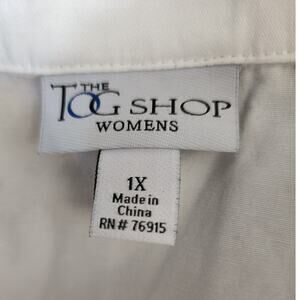 THE
TOG SHOP
WOMENS
1X
Made in
China
RN# 76915